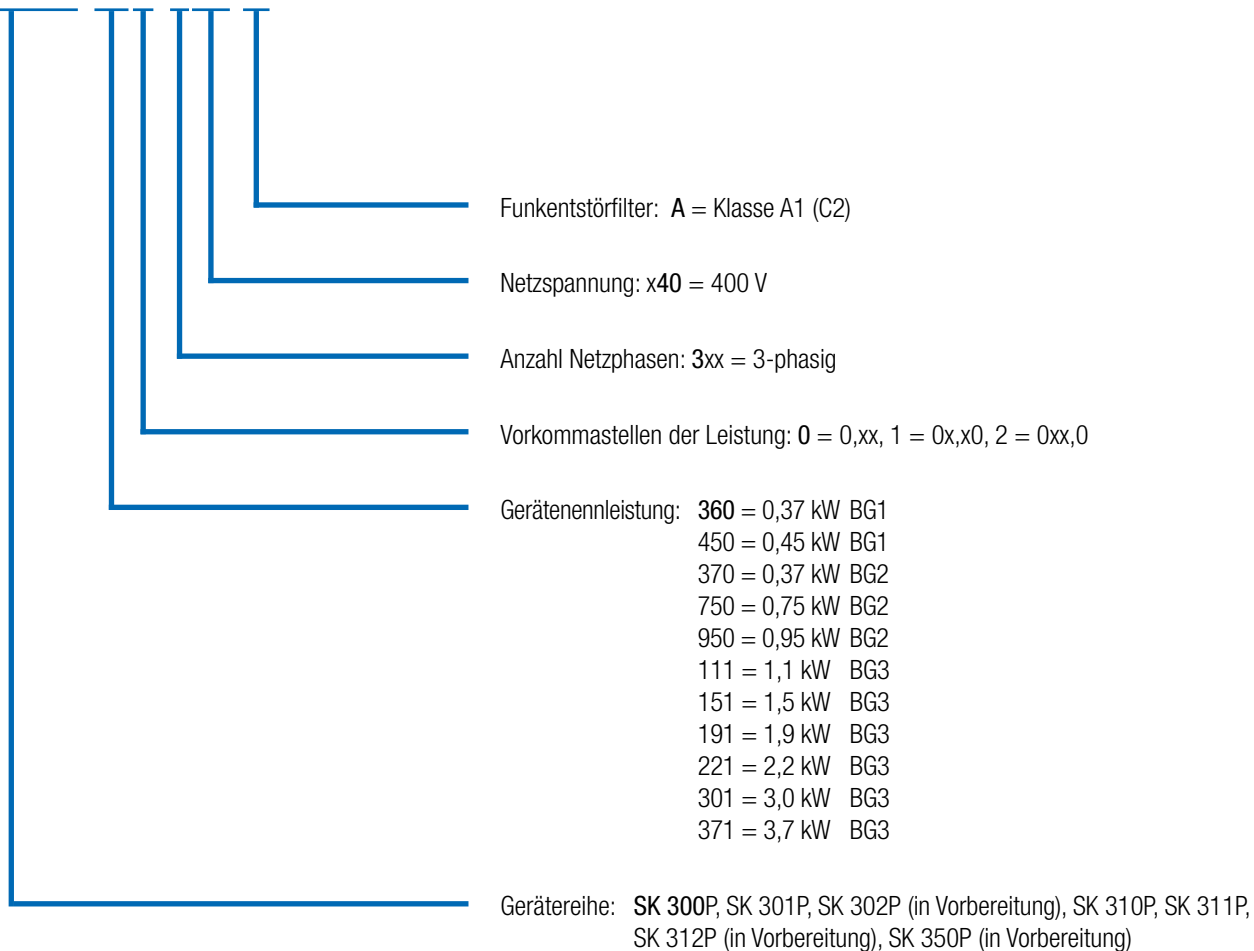 Funkentstörfilter: A = Klasse A1 (C2)
Netzspannung: x40 = 400 V
Anzahl Netzphasen: 3xx = 3-phasig
Vorkommastellen der Leistung: 0 = 0,xx, 1 = 0x,x0, 2 = 0xx,0
Gerätenennleistung: 360 = 0,37 kW BG1
450 = 0,45 kW BG1
370 = 0,37 kW BG2
750 = 0,75 kW BG2
950 = 0,95 kW BG2
111 = 1,1 kW BG3
151 = 1,5 kW BG3
191 = 1,9 kW BG3
221 = 2,2 kW BG3
301 = 3,0 kW BG3
371 = 3,7 kW BG3
Gerätereihe: SK 300P, SK 301P, SK 302P (in Vorbereitung), SK 310P, SK 311P,
SK 312P (in Vorbereitung), SK 350P (in Vorbereitung)